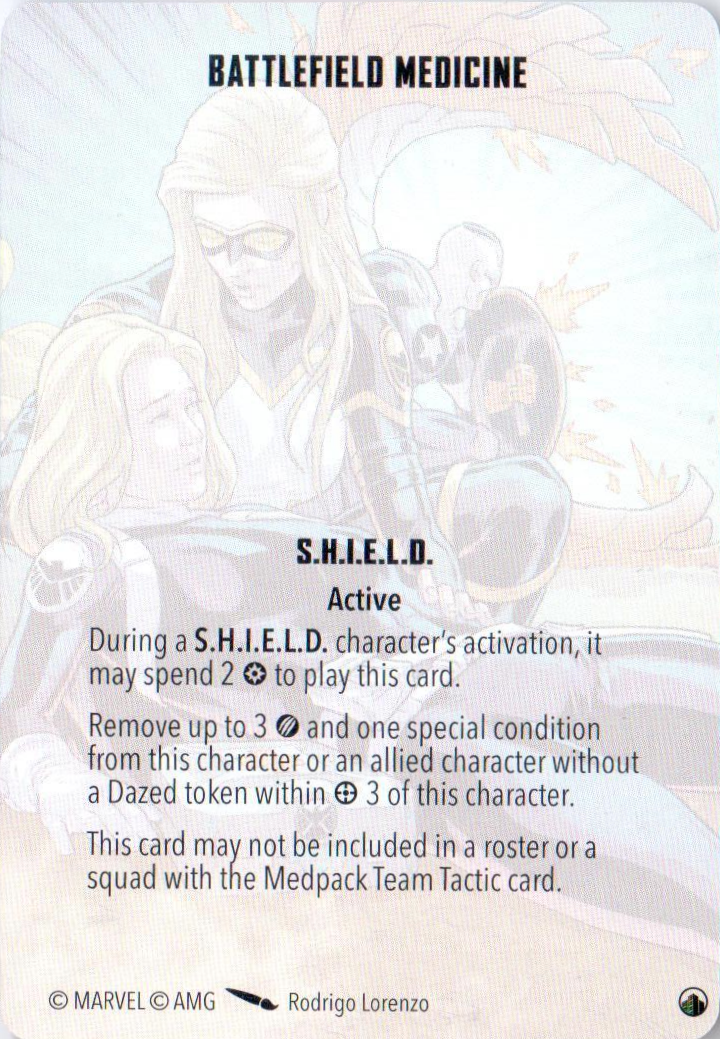 BATTLEFIELD MEDICINE
S.H.I.E.L.D.
Active
During a S.H.I.E.L.D. character's activation, it
may spend 2 to play this card.
Remove up to 3 and one special condition
from this character or an allied character without
a Dazed token within 3 of this character.
This card may not be included in a roster or a
squad with the Medpack Team Tactic card.
© MARVEL © AMG Rodrigo Lorenzo